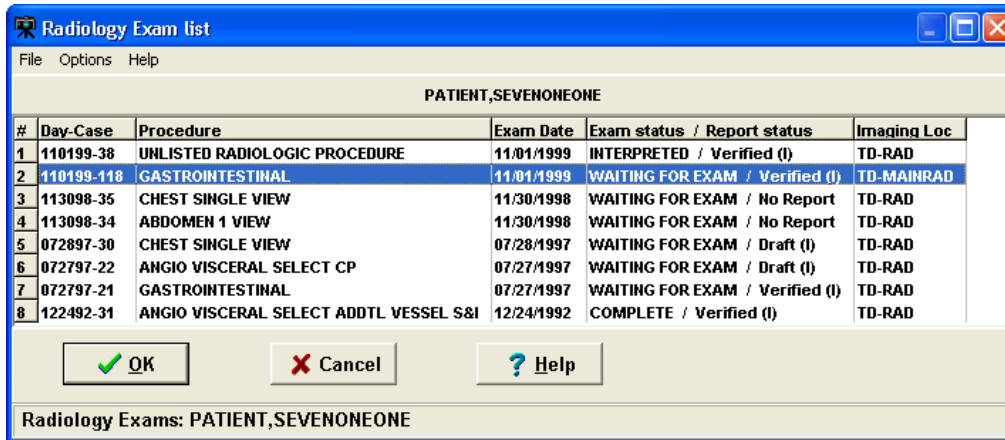 Radiology Exam list
File Options Help
PATIENT,SEVENONEONE
# Day-Case Procedure Exam Date Exam status / Report status Imaging Loc
1 110199-38 UNLISTED RADIOLOGIC PROCEDURE 11/01/1999 INTERPRETED / Verified (I) TD-RAD
2 110199-118 GASTROINTESTINAL 11/01/1999 WAITING FOR EXAM / Verified (I) TD-MAINRAD
3 113098-35 CHEST SINGLE VIEW 11/30/1998 WAITING FOR EXAM / No Report TD-RAD
4 113098-34 ABDOMEN 1 VIEW 11/30/1998 WAITING FOR EXAM / No Report TD-RAD
5 072897-30 CHEST SINGLE VIEW 07/28/1997 WAITING FOR EXAM / Draft (I) TD-RAD
6 072797-22 ANGIO VISCERAL SELECT CP 07/27/1997 WAITING FOR EXAM / Draft (I) TD-RAD
7 072797-21 GASTROINTESTINAL 07/27/1997 WAITING FOR EXAM / Verified (I) TD-RAD
8 122492-31 ANGIO VISCERAL SELECT ADDTL VESSEL S&I 12/24/1992 COMPLETE / Verified (I) TD-RAD
OK Cancel Help
Radiology Exams: PATIENT,SEVENONEONE